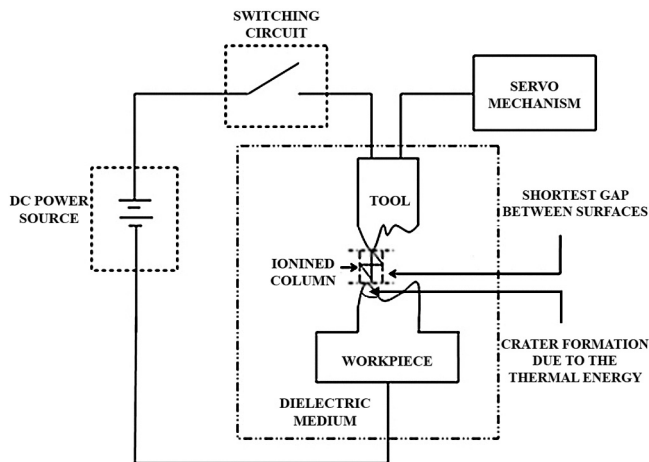 SWITCHING
CIRCUIT
SERVO
MECHANISM
DC POWER
SOURCE
TOOL
SHORTEST GAP
BETWEEN SURFACES
IONINED
COLUMN
CRATER FORMATION
DUE TO THE
THERMAL ENERGY
WORKPIECE
DIELECTRIC
MEDIUM